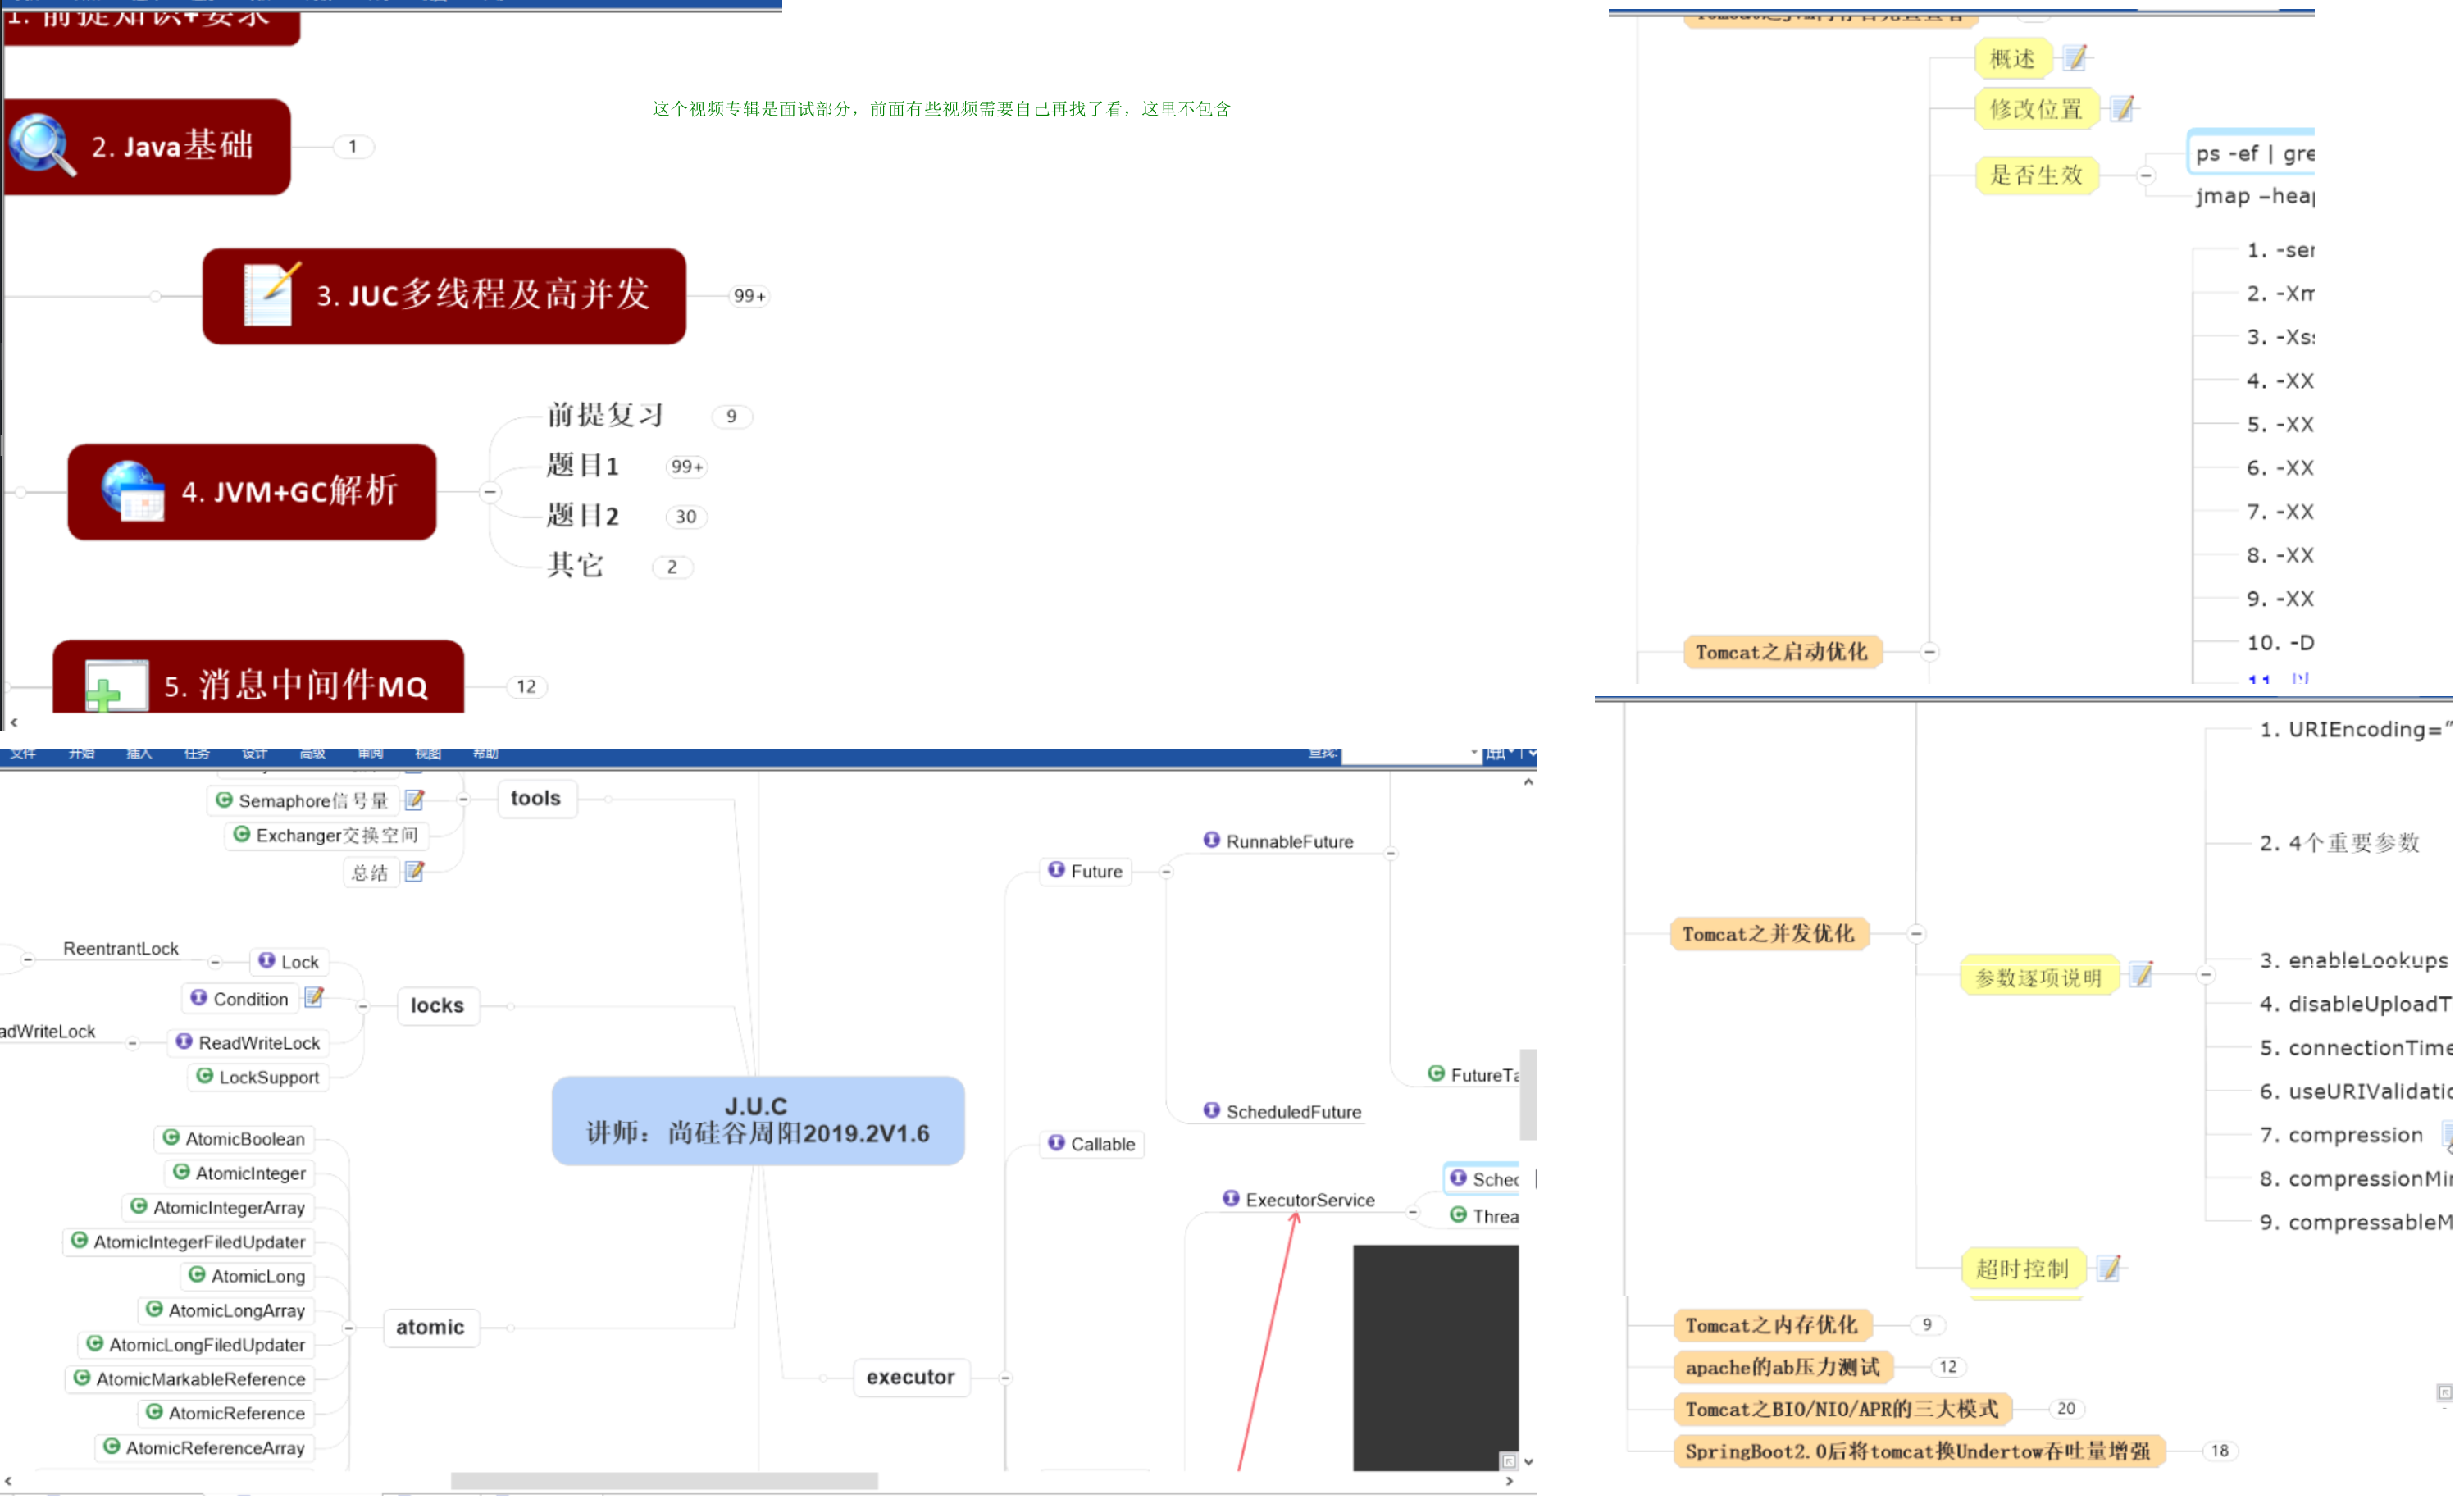 1. 前提知识+要求
2. Java基础
1
这个视频专辑是面试部分，前面有些视频需要自己再找了看，这里不包含
3. JUC多线程及高并发
99+
4. JVM+GC解析
前提复习
9
题目1
99+
题目2
30
其它
2
5. 消息中间件MQ
12
文件 开始 插入 任务 设计 高级 审阅 视图 帮助
查找:
tools
Semaphore信号量
Exchanger交换空间
总结
ReentrantLock
Lock
Condition
locks
adWriteLock
ReadWriteLock
LockSupport
J.U.C
讲师：尚硅谷周阳2019.2V1.6
AtomicBoolean
AtomicInteger
AtomicIntegerArray
AtomicIntegerFiledUpdater
AtomicLong
AtomicLongArray
atomic
AtomicLongFiledUpdater
AtomicMarkableReference
AtomicReference
AtomicReferenceArray
executor
Future
RunnableFuture
FutureTa
ScheduledFuture
Callable
ExecutorService
Sched
Threa
概述
修改位置
是否生效
ps -ef | gre
jmap –heap
1. -ser
2. -Xm
3. -Xss
4. -XX
5. -XX
6. -XX
7. -XX
8. -XX
9. -XX
10. -D
Tomcat之启动优化
1. URIEncoding="
2. 4个重要参数
Tomcat之并发优化
参数逐项说明
3. enableLookups
4. disableUploadT
5. connectionTime
6. useURIValidatio
7. compression
8. compressionMin
9. compressableM
超时控制
Tomcat之内存优化
9
apache的ab压力测试
12
Tomcat之BIO/NIO/APR的三大模式
20
SpringBoot2.0后将tomcat换Undertow吞吐量增强
18